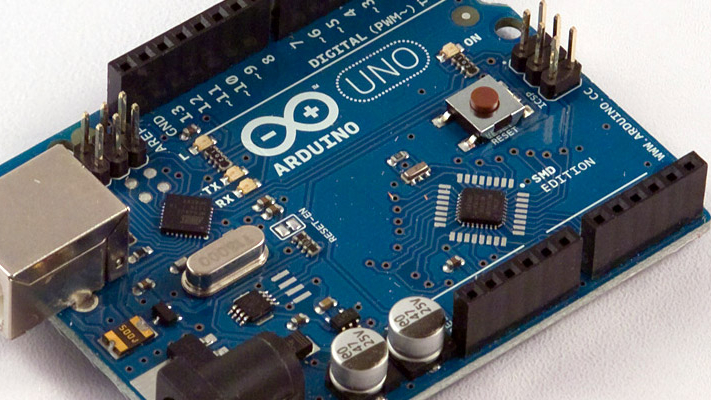 AREF
GND
13
12
~11
~10
~9
8
7
~6
~5
4
DIGITAL (PWM~)
ON
UNO
ARDUINO
ICSP
RESET
WWW.ARDUINO.CC
L
TX
RX
RESET-EN
SMD
EDITION
47
25V
47
25V